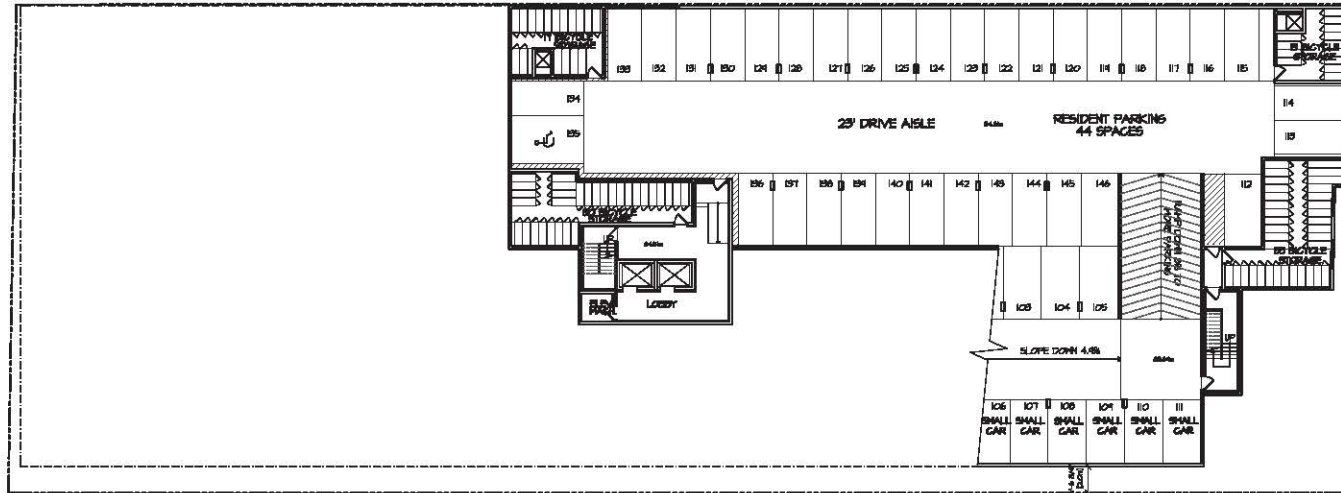 BICYCLE
STORAGE
BICYCLE
STORAGE
133 132 131 130 129 128 127 126 125 124 123 122 121 120 119 118 117 116 115
134
114
23' DRIVE AISLE
RESIDENT PARKING
44 SPACES
135
113
136 137 138 139 140 141 142 143 144 145 146
112
BICYCLE
STORAGE
UP
MORE PARKING
BICYCLE
STORAGE
LOBBY
103 104 105
SLOPE DOWN 4.4%
UP
106 107 108 109 110 111
SMALL CAR SMALL CAR SMALL CAR SMALL CAR SMALL CAR SMALL CAR